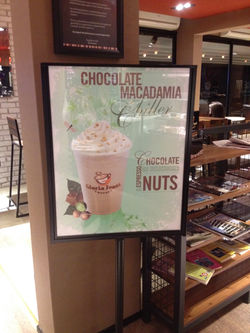 CHOCOLATE
MACADAMIA
Chiller
Gloria Jean's
COFFEES
CHOCOLATE
ESPRESSO
NUTS